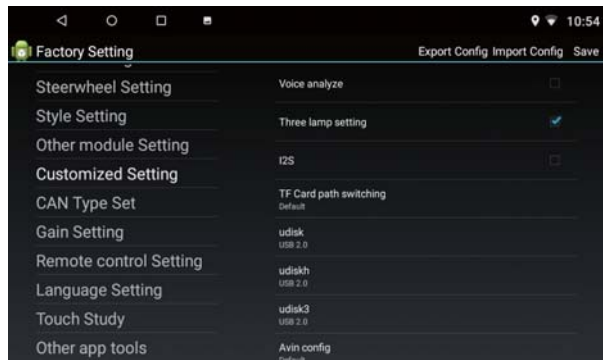 10:54
Factory Setting
Export Config Import Config Save
Steerwheel Setting
Style Setting
Other module Setting
Customized Setting
CAN Type Set
Gain Setting
Remote control Setting
Language Setting
Touch Study
Other app tools
Voice analyze
Three lamp setting
I2S
TF Card path switching
Default
udisk
USB 2.0
udiskh
USB 2.0
udisk3
USB 2.0
Avin config